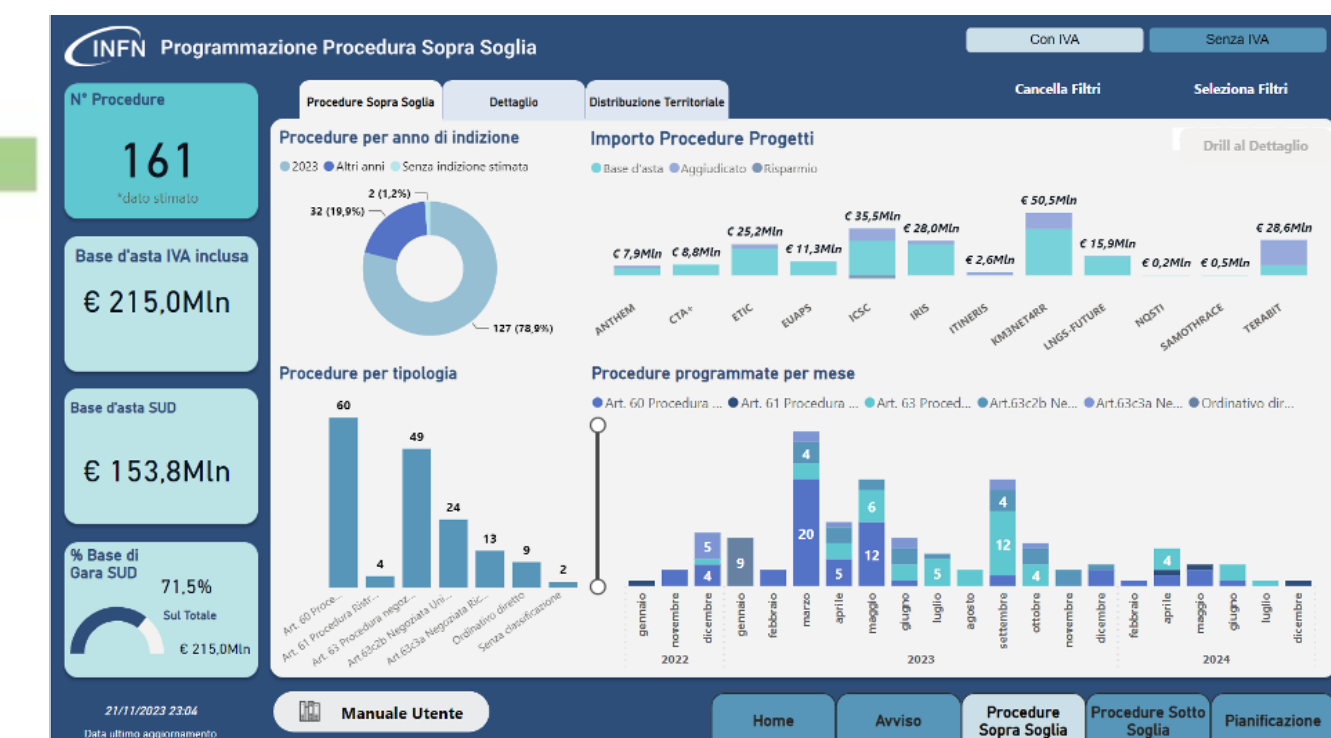 INFN Programmazione Procedura Sopra Soglia
Con IVA
Senza IVA
Cancella Filtri
Seleziona Filtri
N° Procedure
161
*dato stimato
Base d'asta IVA inclusa
€ 215,0Mln
Base d'asta SUD
€ 153,8Mln
% Base di
Gara SUD
71,5%
Sul Totale
€ 215,0Mln
21/11/2023 23:04
Data ultimo aggiornamento
Procedure Sopra Soglia
Dettaglio
Distribuzione Territoriale
Procedure per anno di indizione
2023 Altri anni Senza indizione stimata
2 (1,2%)
32 (19,9%)
127 (78,9%)
Importo Procedure Progetti
Drill al Dettaglio
Base d'asta Aggiudicato Risparmio
€ 7,9Mln € 8,8Mln € 25,2Mln € 11,3Mln € 35,5Mln € 28,0Mln € 2,6Mln € 50,5Mln € 15,9Mln € 0,2Mln € 0,5Mln € 28,6Mln
ANTHEM CTA+ ETIC EUAPS ICSC IRIS ITINERIS KM3NET4RR LNGS-FUTURE NQSTI SAMOTHRACE TERABIT
Procedure per tipologia
60 4 49 24 13 9 2
Art. 60 Proce...
Art. 61 Procedura Ristr...
Art. 63 Procedura negoz...
Art.63c2b Negoziata Uni...
Art.63c3a Negoziata Ric...
Ordinativo diretto
Senza classificazione
Procedure programmate per mese
Art. 60 Procedura ... Art. 61 Procedura ... Art. 63 Proced... Art.63c2b Ne... Art.63c3a Ne... Ordinativo dir...
5
4
9
4
20
5
6
12
5
4
12
4
4
gennaio novembre dicembre gennaio febbraio marzo aprile maggio giugno luglio agosto settembre ottobre novembre dicembre febbraio aprile maggio giugno luglio dicembre
2022 2023 2024
Manuale Utente
Home
Avviso
Procedure
Sopra Soglia
Procedure Sotto
Soglia
Pianificazione